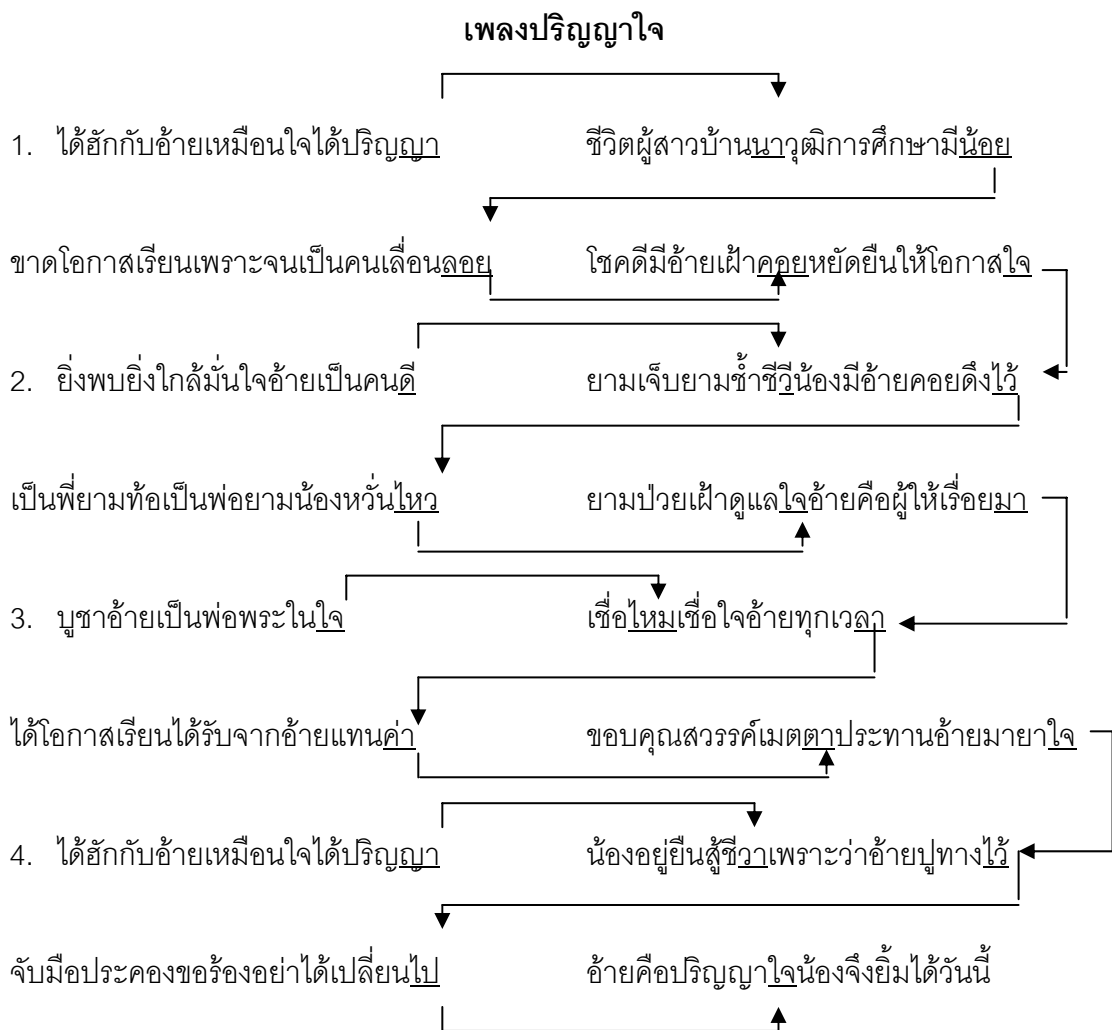 เพลงปริญญาใจ
1. ได้ฮักกับอ้ายเหมือนใจได้ปริญญา ชีวิตผู้สาวบ้านนาวุฒิการศึกษามีน้อย
ขาดโอกาสเรียนเพราะจนเป็นคนเลื่อนลอย โชคดีมีอ้ายเฝ้าคอยหยัดยืนให้โอกาสใจ
2. ยิ่งพบยิ่งใกล้มั่นใจอ้ายเป็นคนดี ยามเจ็บยามช้ำชีวีน้องมีอ้ายคอยดึงไว้
เป็นพี่ยามท้อเป็นพ่อยามน้องหวั่นไหว ยามป่วยเฝ้าดูแลใจอ้ายคือผู้ให้เรื่อยมา
3. บูชาอ้ายเป็นพ่อพระในใจ เชื่อไหมเชื่อใจอ้ายทุกเวลา
ได้โอกาสเรียนได้รับจากอ้ายแทนค่า ขอบคุณสวรรค์เมตตาประทานอ้ายมายาใจ
4. ได้ฮักกับอ้ายเหมือนใจได้ปริญญา น้องอยู่ยืนสู้ชีวาเพราะว่าอ้ายปูทางไว้
จับมือประคองขอร้องอย่าได้เปลี่ยนไป อ้ายคือปริญญาใจน้องจึงยิ้มได้วันนี้